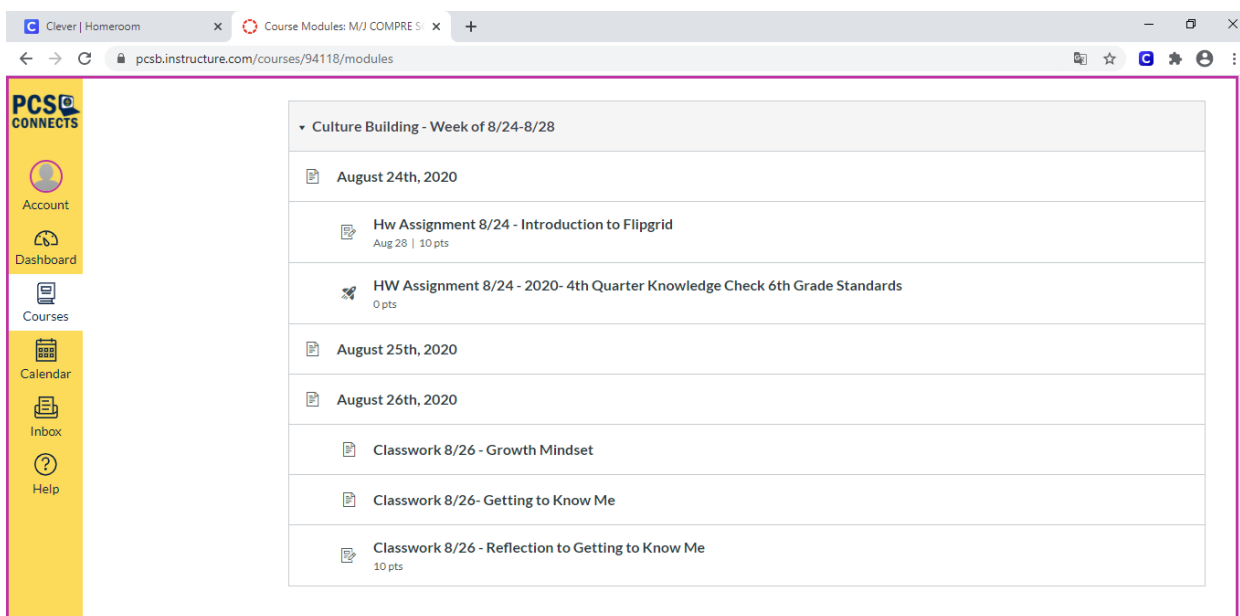 Clever | Homeroom
Course Modules: M/J COMPRE S
pcsb.instructure.com/courses/94118/modules
PCS
CONNECTS
Account
Dashboard
Courses
Calendar
Inbox
Help
Culture Building - Week of 8/24-8/28
August 24th, 2020
Hw Assignment 8/24 - Introduction to Flipgrid
Aug 28 | 10 pts
HW Assignment 8/24 - 2020- 4th Quarter Knowledge Check 6th Grade Standards
0 pts
August 25th, 2020
August 26th, 2020
Classwork 8/26 - Growth Mindset
Classwork 8/26- Getting to Know Me
Classwork 8/26 - Reflection to Getting to Know Me
10 pts